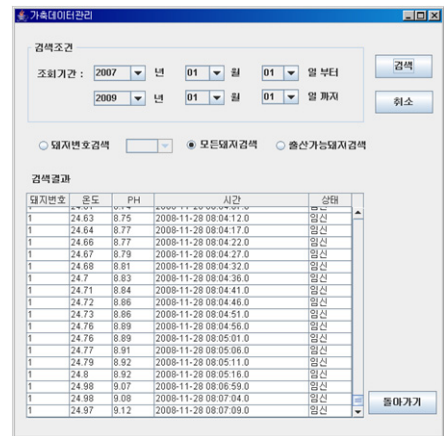 가축데이터관리
검색조건
조회기간 : 2007 년 01 월 01 일 부터
검색
2009 년 01 월 01 일 까지
취소
돼지번호검색 모든돼지검색 출산가능돼지검색
검색결과
돼지번호 온도 PH 시간 상태
1 24.63 8.75 2008-11-28 08:04:12.0 임신
1 24.64 8.77 2008-11-28 08:04:17.0 임신
1 24.66 8.77 2008-11-28 08:04:22.0 임신
1 24.67 8.79 2008-11-28 08:04:27.0 임신
1 24.68 8.81 2008-11-28 08:04:32.0 임신
1 24.7 8.83 2008-11-28 08:04:36.0 임신
1 24.71 8.84 2008-11-28 08:04:41.0 임신
1 24.72 8.86 2008-11-28 08:04:46.0 임신
1 24.73 8.86 2008-11-28 08:04:51.0 임신
1 24.76 8.89 2008-11-28 08:04:56.0 임신
1 24.76 8.89 2008-11-28 08:05:01.0 임신
1 24.77 8.91 2008-11-28 08:05:06.0 임신
1 24.79 8.92 2008-11-28 08:05:11.0 임신
1 24.8 8.92 2008-11-28 08:05:16.0 임신
1 24.98 9.07 2008-11-28 08:06:59.0 임신
1 24.98 9.08 2008-11-28 08:07:04.0 임신
1 24.97 9.12 2008-11-28 08:07:09.0 임신
돌아가기